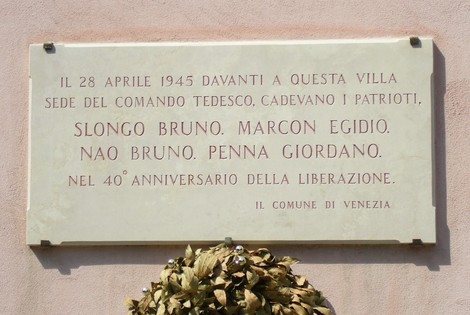 IL 28 APRILE 1945 DAVANTI A QUESTA VILLA
SEDE DEL COMANDO TEDESCO, CADEVANO I PATRIOTI,
SLONGO BRUNO. MARCON EGIDIO.
NAO BRUNO. PENNA GIORDANO.
NEL 40° ANNIVERSARIO DELLA LIBERAZIONE.
IL COMUNE DI VENEZIA